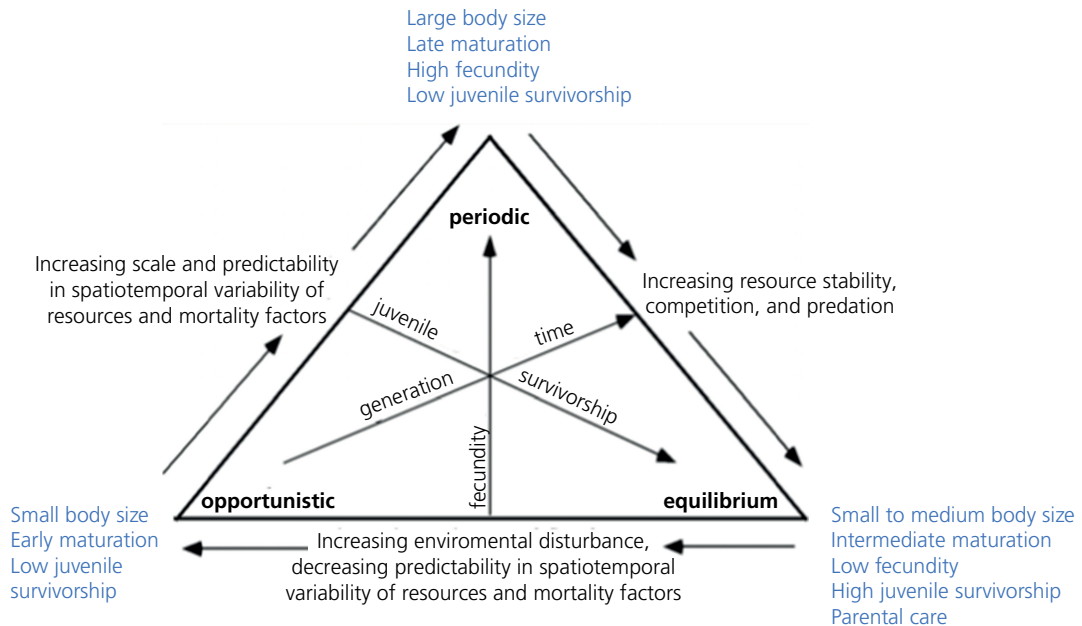 Large body size
Late maturation
High fecundity
Low juvenile survivorship
periodic
Increasing scale and predictability
in spatiotemporal variability of
resources and mortality factors
Increasing resource stability,
competition, and predation
juvenile
time
generation
survivorship
fecundity
opportunistic
equilibrium
Small body size
Early maturation
Low juvenile
survivorship
Increasing enviromental disturbance,
decreasing predictability in spatiotemporal
variability of resources and mortality factors
Small to medium body size
Intermediate maturation
Low fecundity
High juvenile survivorship
Parental care